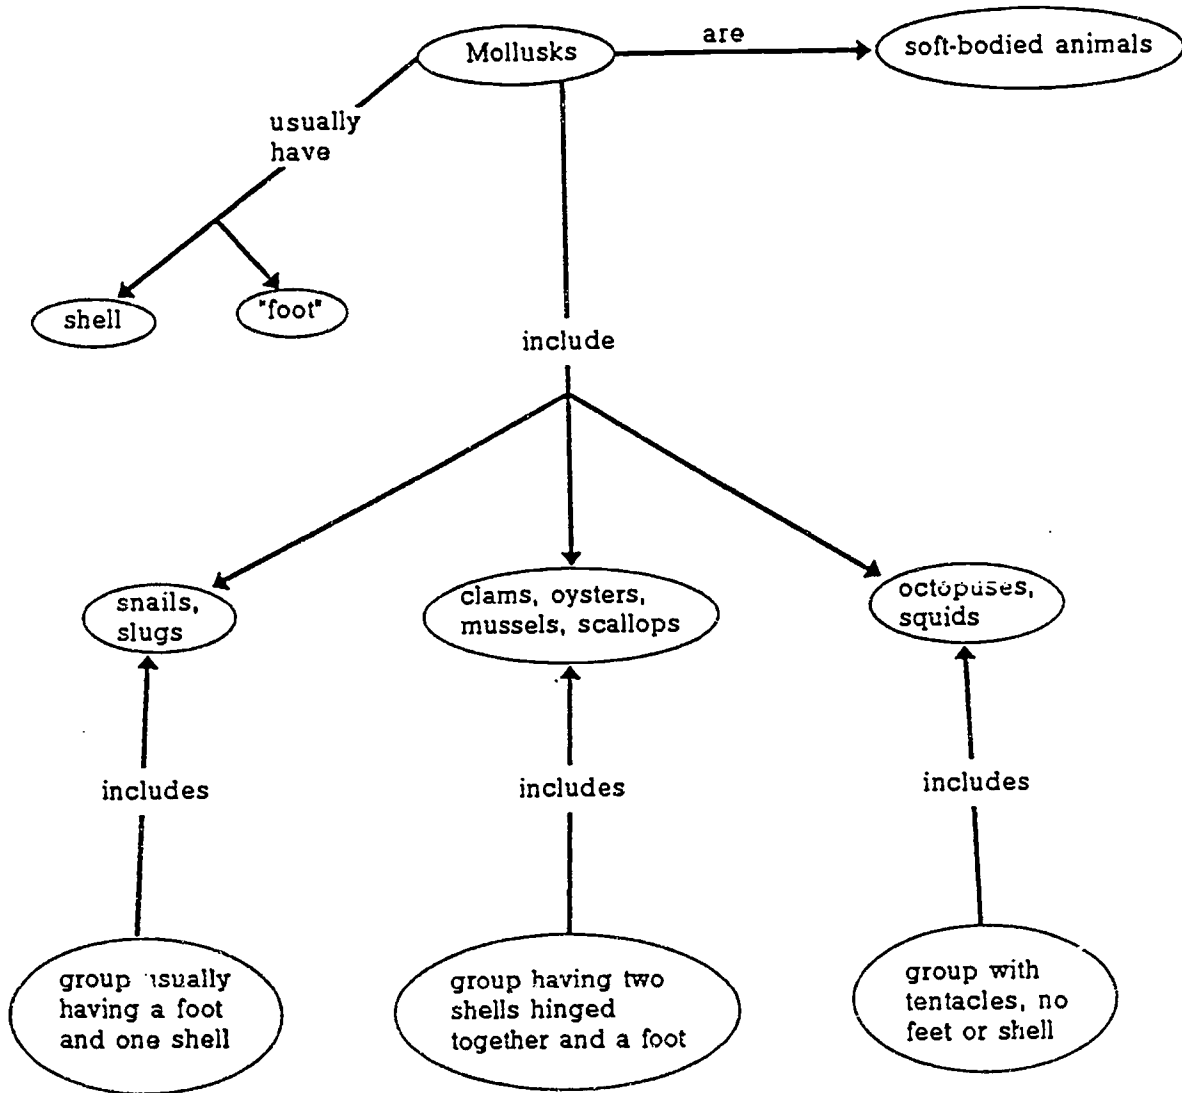 Mollusks
are
soft-bodied animals
usually
have
shell
"foot"
include
snails,
slugs
clams, oysters,
mussels, scallops
octopuses,
squids
includes
includes
includes
group usually
having a foot
and one shell
group having two
shells hinged
together and a foot
group with
tentacles, no
feet or shell